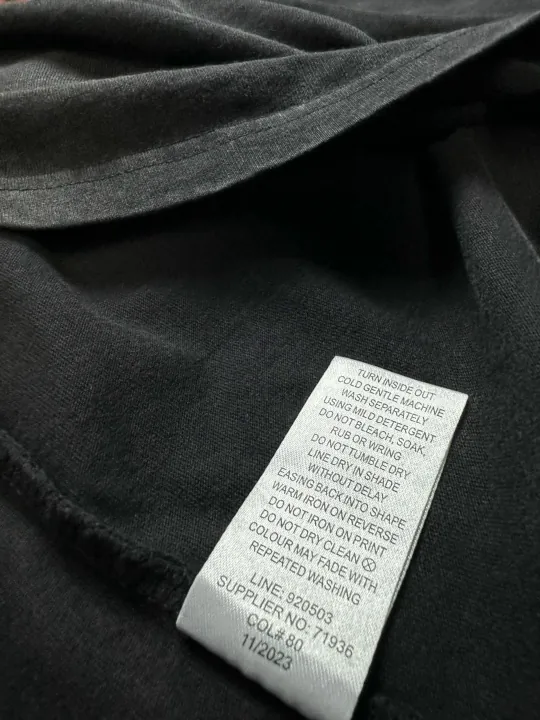 TURN INSIDE OUT
COLD GENTLE MACHINE
WASH SEPARATELY
USING MILD DETERGENT
DO NOT BLEACH, SOAK,
RUB OR WRING
DO NOT TUMBLE DRY
LINE DRY IN SHADE
WITHOUT DELAY
EASING BACK INTO SHAPE
WARM IRON ON REVERSE
DO NOT IRON ON PRINT
DO NOT DRY CLEAN
COLOUR MAY FADE WITH
REPEATED WASHING
LINE: 920503
SUPPLIER NO: 71936
COL# 80
11/2023